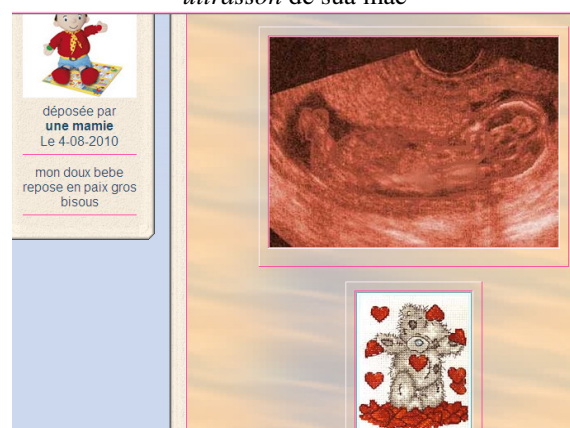 ultrasson de sua mãe
déposée par
une mamie
Le 4-08-2010
mon doux bebe
repose en paix gros
bisous